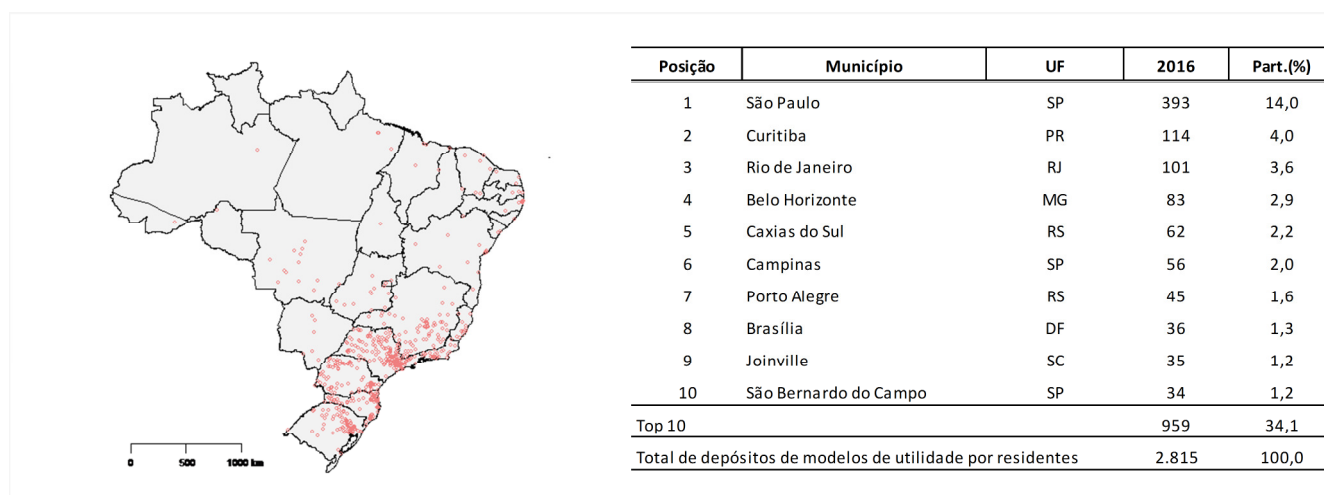 Posição Município UF 2016 Part.(%)
1 São Paulo SP 393 14,0
2 Curitiba PR 114 4,0
3 Rio de Janeiro RJ 101 3,6
4 Belo Horizonte MG 83 2,9
5 Caxias do Sul RS 62 2,2
6 Campinas SP 56 2,0
7 Porto Alegre RS 45 1,6
8 Brasília DF 36 1,3
9 Joinville SC 35 1,2
10 São Bernardo do Campo SP 34 1,2
Top 10 959 34,1
Total de depósitos de modelos de utilidade por residentes 2.815 100,0
0 500 1000 km